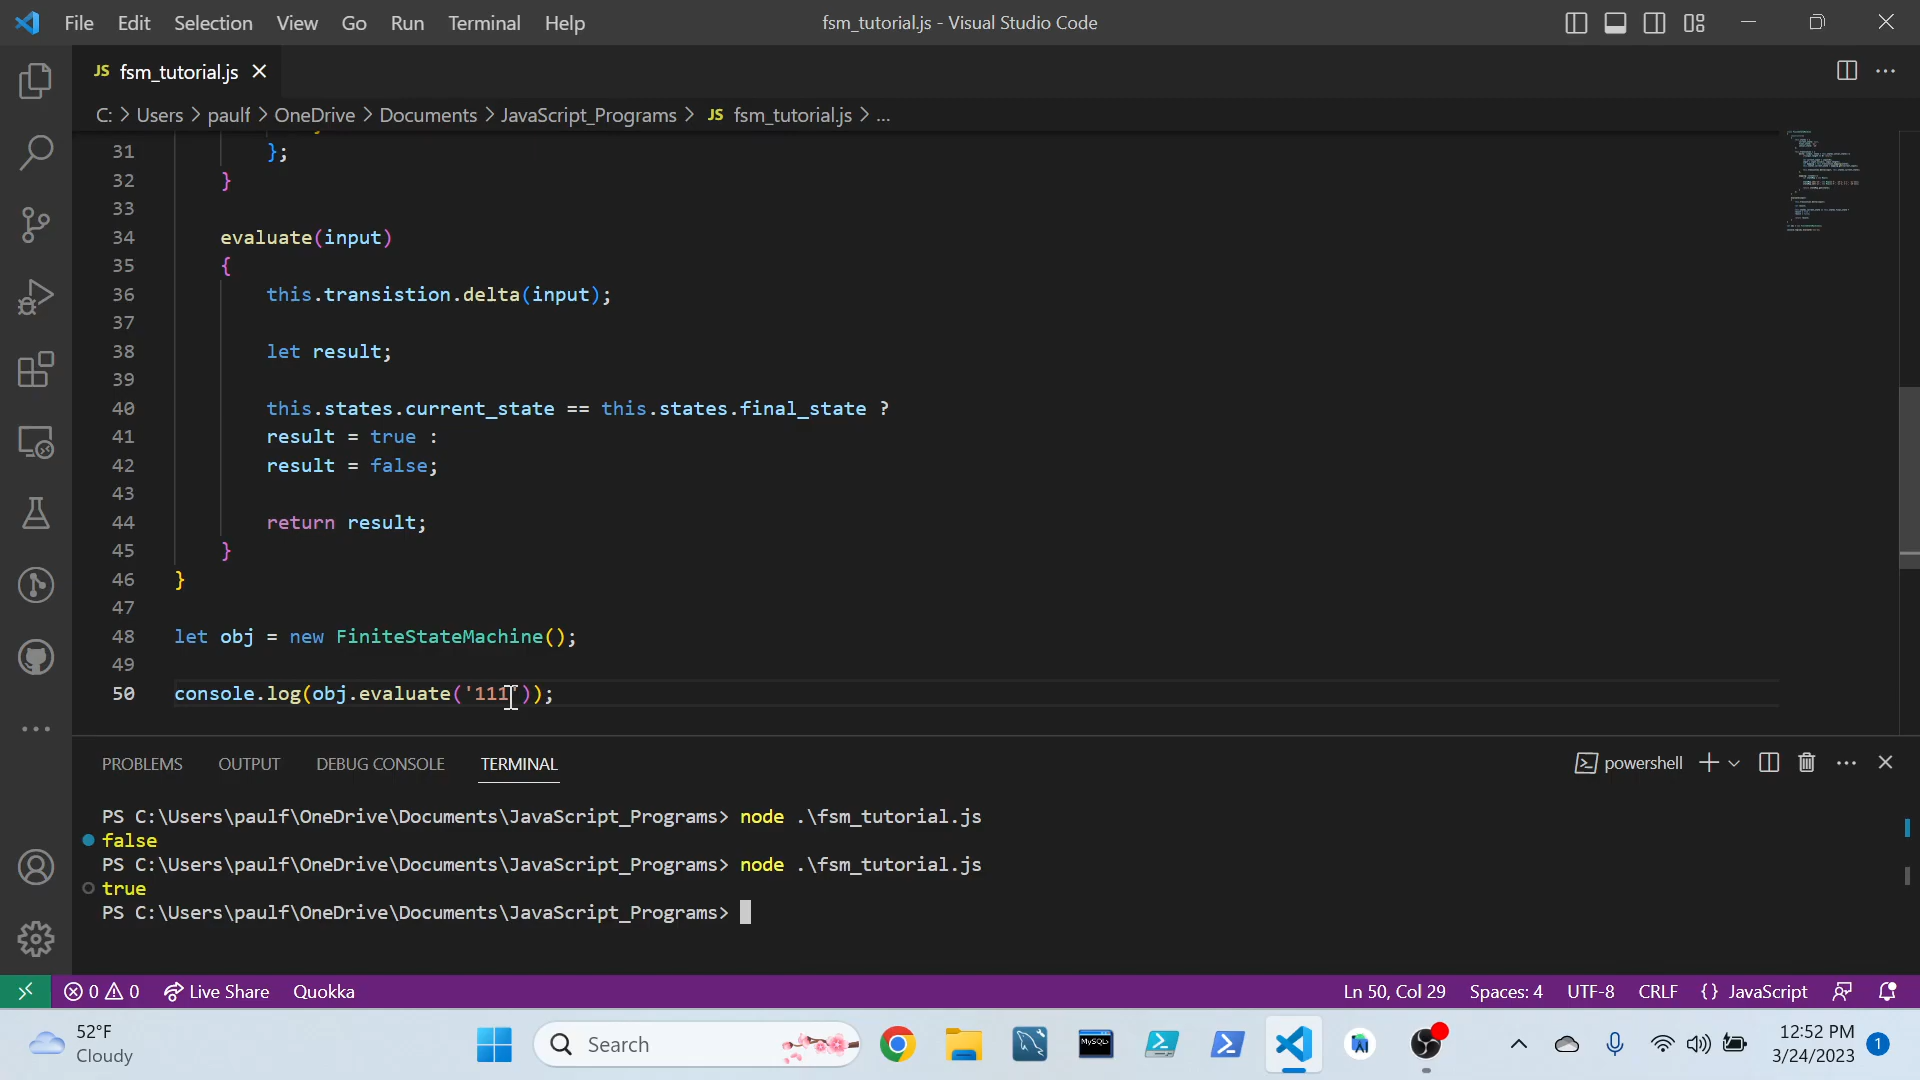 File Edit Selection View Go Run Terminal Help
fsm_tutorial.js - Visual Studio Code
JS fsm_tutorial.js
C: > Users > paulf > OneDrive > Documents > JavaScript_Programs > JS fsm_tutorial.js > ...
31 };
32 }
33
34 evaluate(input)
35 {
36 this.transistion.delta(input);
37
38 let result;
39
40 this.states.current_state == this.states.final_state ?
41 result = true :
42 result = false;
43
44 return result;
45 }
46 }
47
48 let obj = new FiniteStateMachine();
49
50 console.log(obj.evaluate('111'));
PROBLEMS OUTPUT DEBUG CONSOLE TERMINAL
powershell
PS C:\Users\paulf\OneDrive\Documents\JavaScript_Programs> node .\fsm_tutorial.js
false
PS C:\Users\paulf\OneDrive\Documents\JavaScript_Programs> node .\fsm_tutorial.js
true
PS C:\Users\paulf\OneDrive\Documents\JavaScript_Programs>
0 0 Live Share Quokka
Ln 50, Col 29 Spaces: 4 UTF-8 CRLF {} JavaScript
52°F
Cloudy
Search
MySQL
12:52 PM
3/24/2023
1